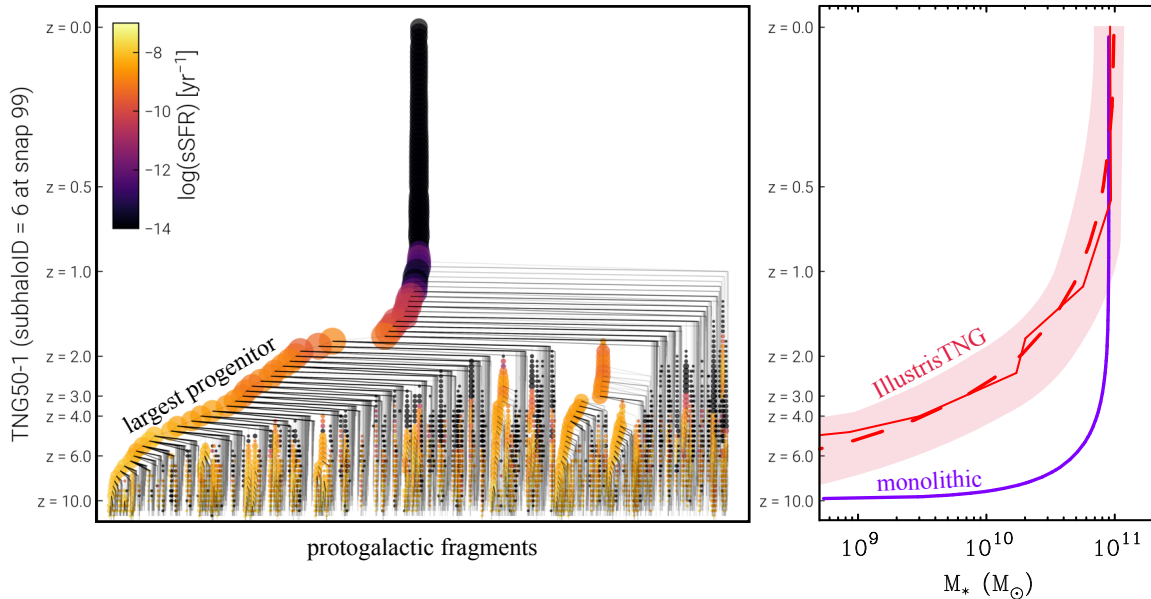 TNG50-1 (subhaloID = 6 at snap 99)
z = 0.0
z = 0.5
z = 1.0
z = 2.0
z = 3.0
z = 4.0
z = 6.0
z = 10.0
−8
−10
−12
−14
log(sSFR) [yr⁻¹]
largest progenitor
protogalactic fragments
z = 0.0
z = 0.5
z = 1.0
z = 2.0
z = 3.0
z = 4.0
z = 6.0
z = 10.0
IllustrisTNG
monolithic
10⁹
10¹⁰
10¹¹
M* (M☉)